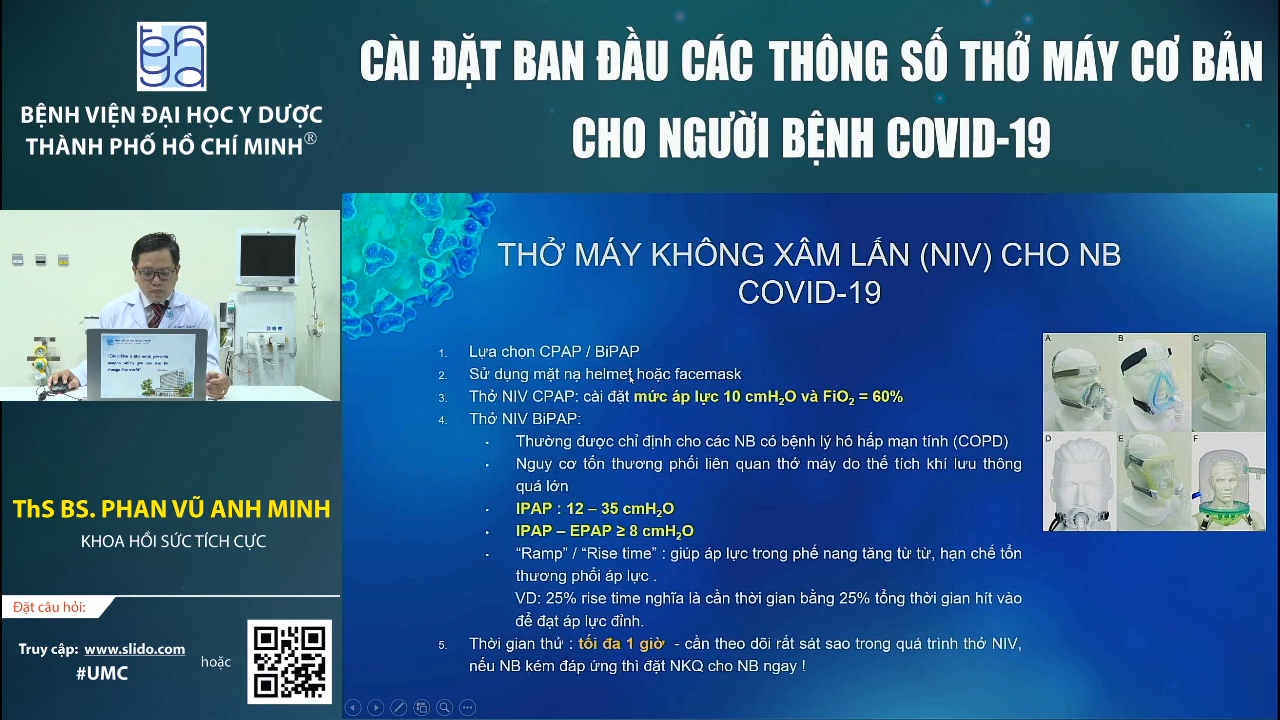 BỆNH VIỆN ĐẠI HỌC Y DƯỢC
THÀNH PHỐ HỒ CHÍ MINH®
CÀI ĐẶT BAN ĐẦU CÁC THÔNG SỐ THỞ MÁY CƠ BẢN
CHO NGƯỜI BỆNH COVID-19
ThS BS. PHAN VŨ ANH MINH
KHOA HỒI SỨC TÍCH CỰC
Đặt câu hỏi:
Truy cập: www.slido.com
#UMC
hoặc
THỞ MÁY KHÔNG XÂM LẤN (NIV) CHO NB
COVID-19
1. Lựa chọn CPAP / BiPAP
2. Sử dụng mặt nạ helmet hoặc facemask
3. Thở NIV CPAP: cài đặt mức áp lực 10 cmH₂O và FiO₂ = 60%
4. Thở NIV BiPAP:
• Thường được chỉ định cho các NB có bệnh lý hô hấp mạn tính (COPD)
• Nguy cơ tổn thương phổi liên quan thở máy do thể tích khí lưu thông
quá lớn
• IPAP : 12 – 35 cmH₂O
• IPAP – EPAP ≥ 8 cmH₂O
• “Ramp” / “Rise time” : giúp áp lực trong phế nang tăng từ từ, hạn chế tổn
thương phổi áp lực .
VD: 25% rise time nghĩa là cần thời gian bằng 25% tổng thời gian hít vào
để đạt áp lực đỉnh.
5. Thời gian thử : tối đa 1 giờ - cần theo dõi rất sát sao trong quá trình thở NIV,
nếu NB kém đáp ứng thì đặt NKQ cho NB ngay !
A B C
D E F